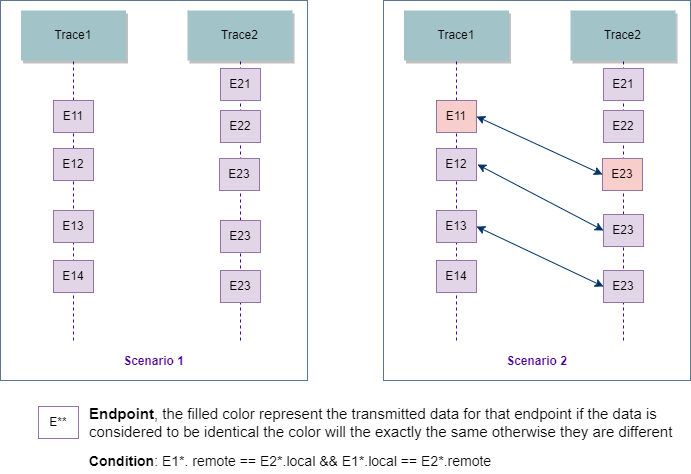 Trace1
Trace2
E21
E11
E22
E12
E23
E13
E23
E14
E23
Scenario 1
Trace1
Trace2
E21
E11
E22
E12
E23
E13
E23
E14
E23
Scenario 2
E**
Endpoint, the filled color represent the transmitted data for that endpoint if the data is
considered to be identical the color will the exactly the same otherwise they are different
Condition: E1*. remote == E2*.local && E1*.local == E2*.remote